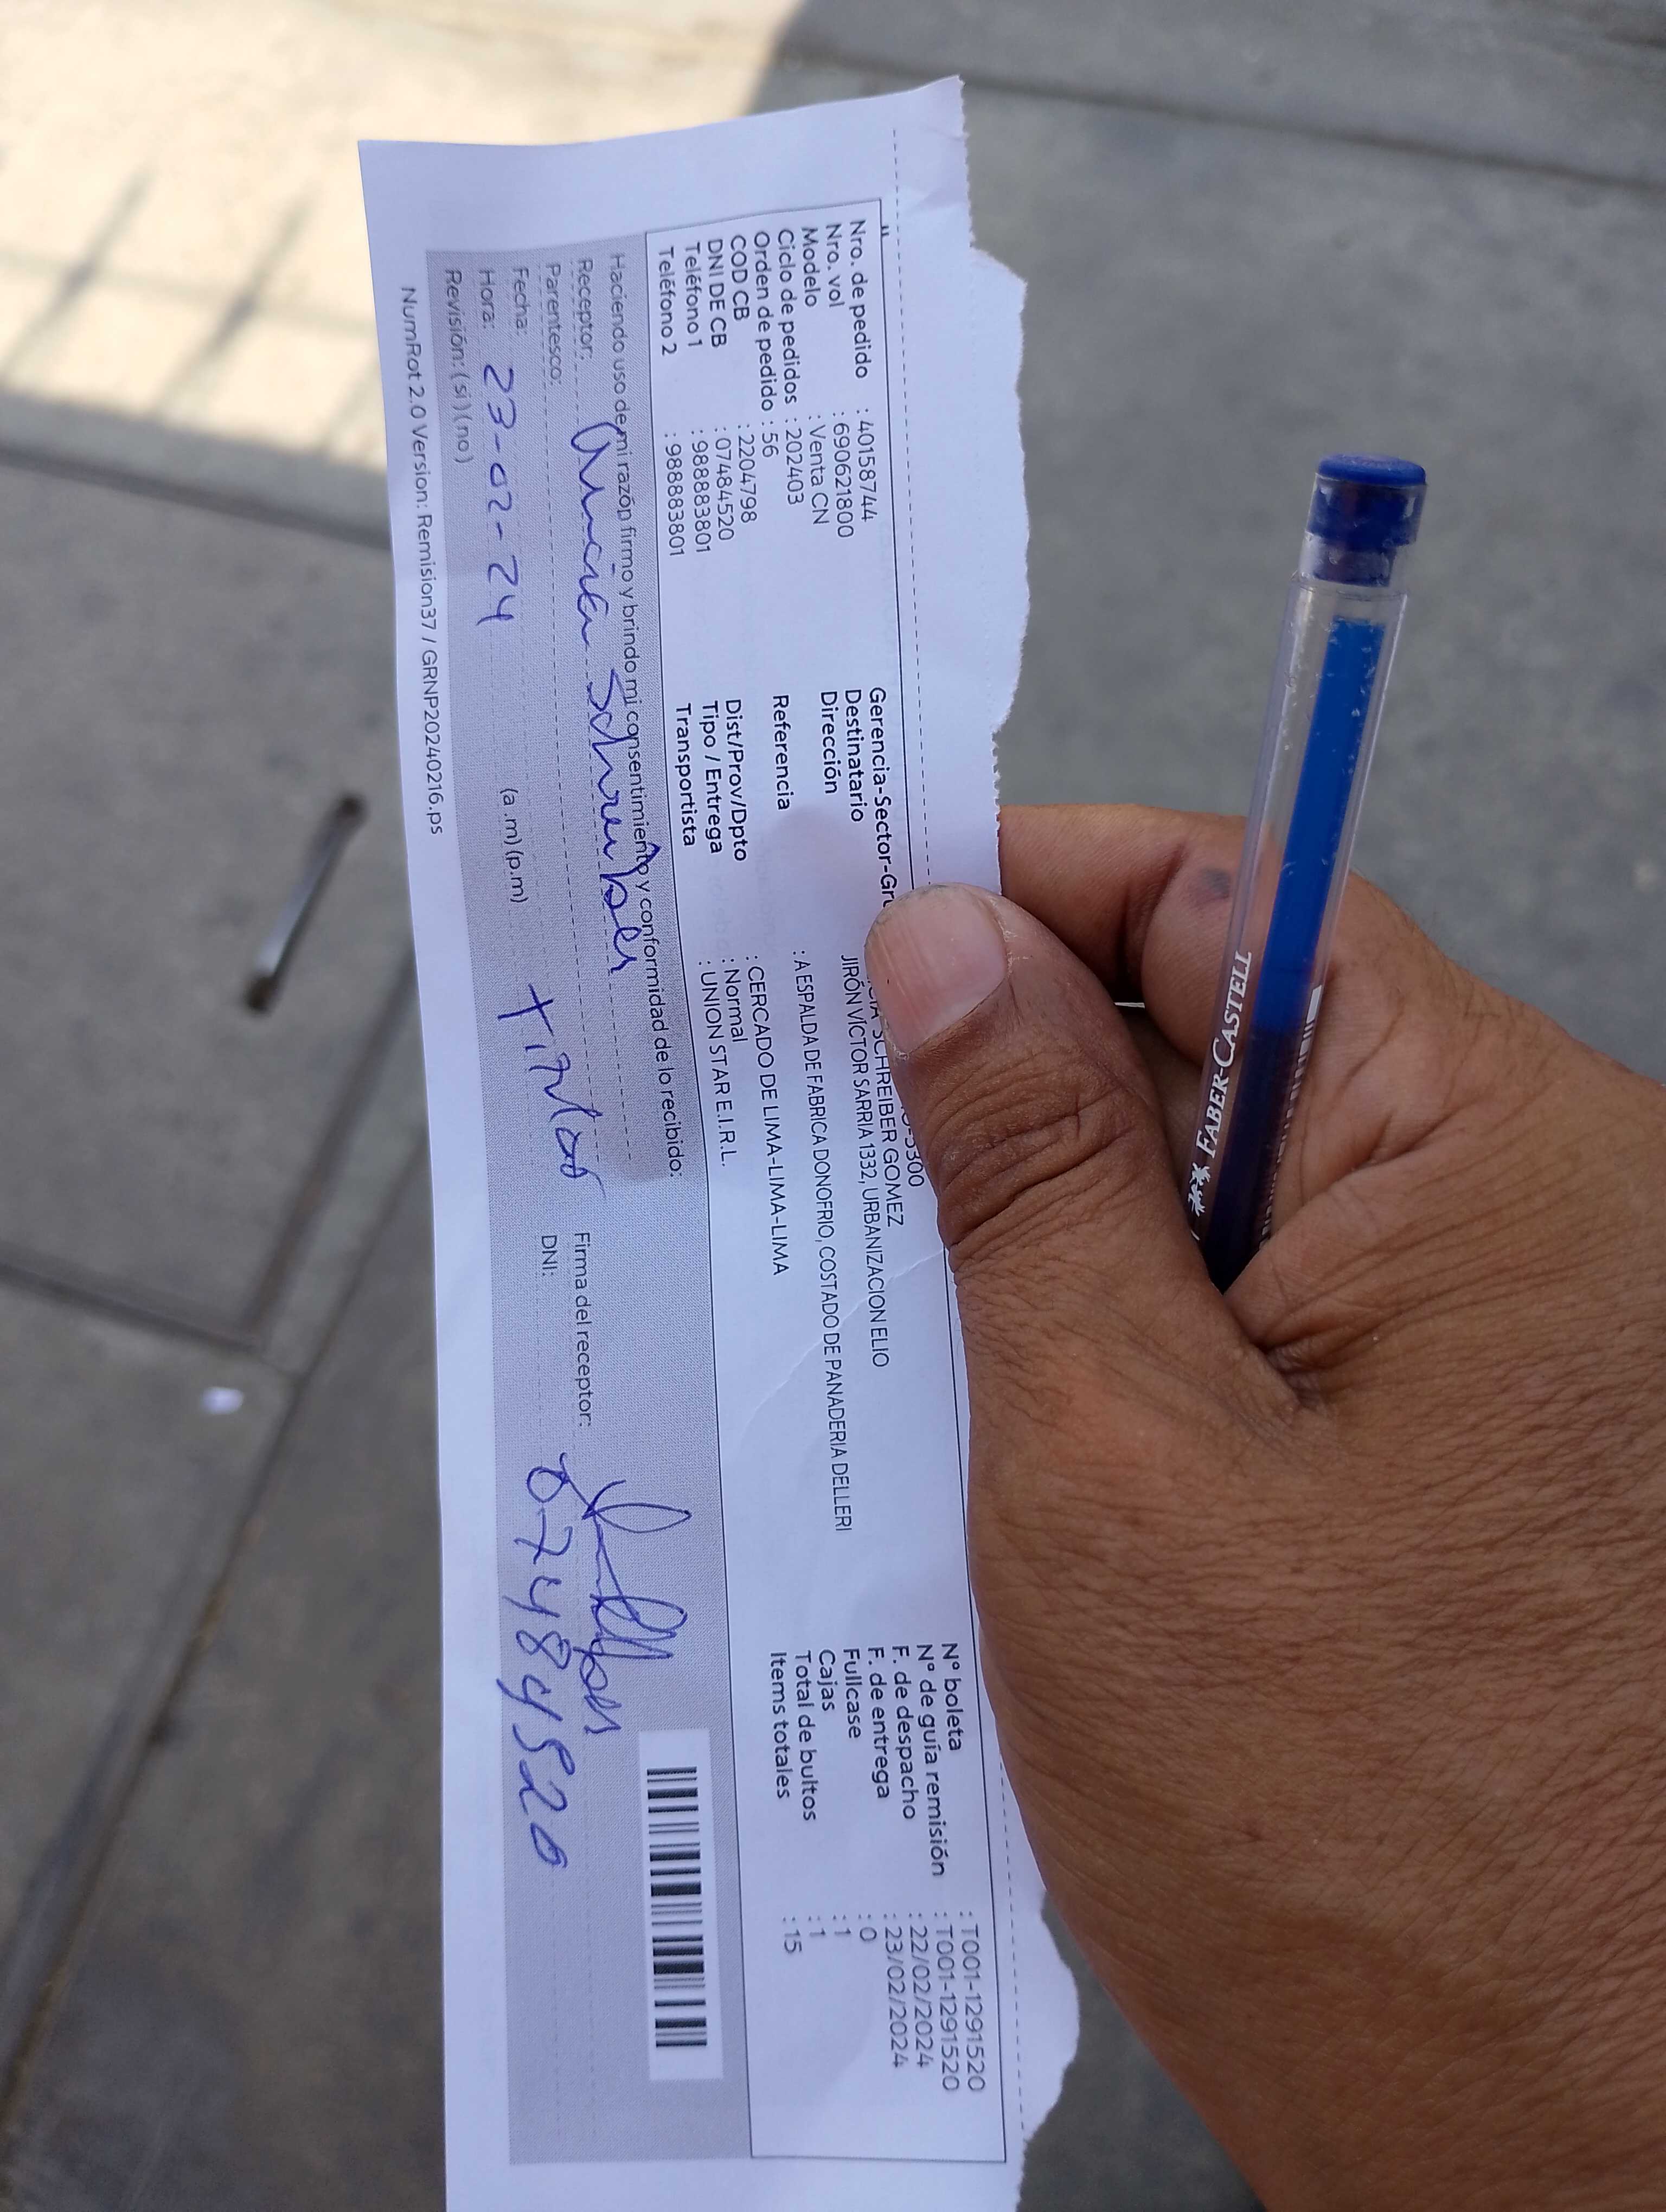 Nro. de pedido : 40158744
Nro. vol : 690621800
Modelo : Venta CN
Ciclo de pedidos : 202403
Orden de pedido : 56
COD CB : 2204798
DNI DE CB : 07484520
Teléfono 1 : 988883801
Teléfono 2 : 988883801
Gerencia-Sector-Gru 300
Destinatario SCHREIBER GOMEZ
Dirección JIRÓN VÍCTOR SARRIA 1332, URBANIZACION ELIO
Referencia : A ESPALDA DE FABRICA DONOFRIO, COSTADO DE PANADERIA DELLERI
Dist/Prov/Dpto : CERCADO DE LIMA-LIMA-LIMA
Tipo / Entrega : Normal
Transportista : UNION STAR E.I.R.L.
N° boleta : T001-1291520
N° de guía remisión : T001-1291520
F. de despacho : 22/02/2024
F. de entrega : 23/02/2024
Fullcase : 0
Cajas : 1
Total de bultos : 1
Items totales : 15
Haciendo uso de mi razón firmo y brindo mi consentimiento y conformidad de lo recibido:
Receptor: Schreiber
Parentesco: Titular
Fecha: 23-02-24
Hora: (a.m) (p.m)
Revisión: (si) (no)
Firma del receptor:
DNI: 07484520
NumRot 2.0 Version: Remision37 / GRNP20240216.ps
FABER-CASTELL